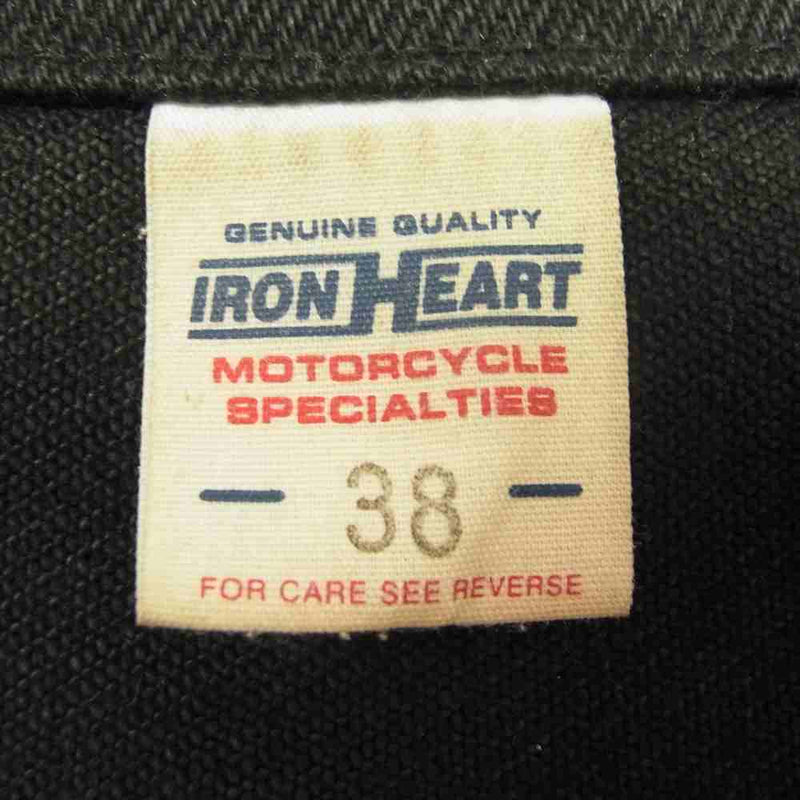 GENUINE QUALITY
IRON HEART
MOTORCYCLE
SPECIALTIES
- 38 -
FOR CARE SEE REVERSE